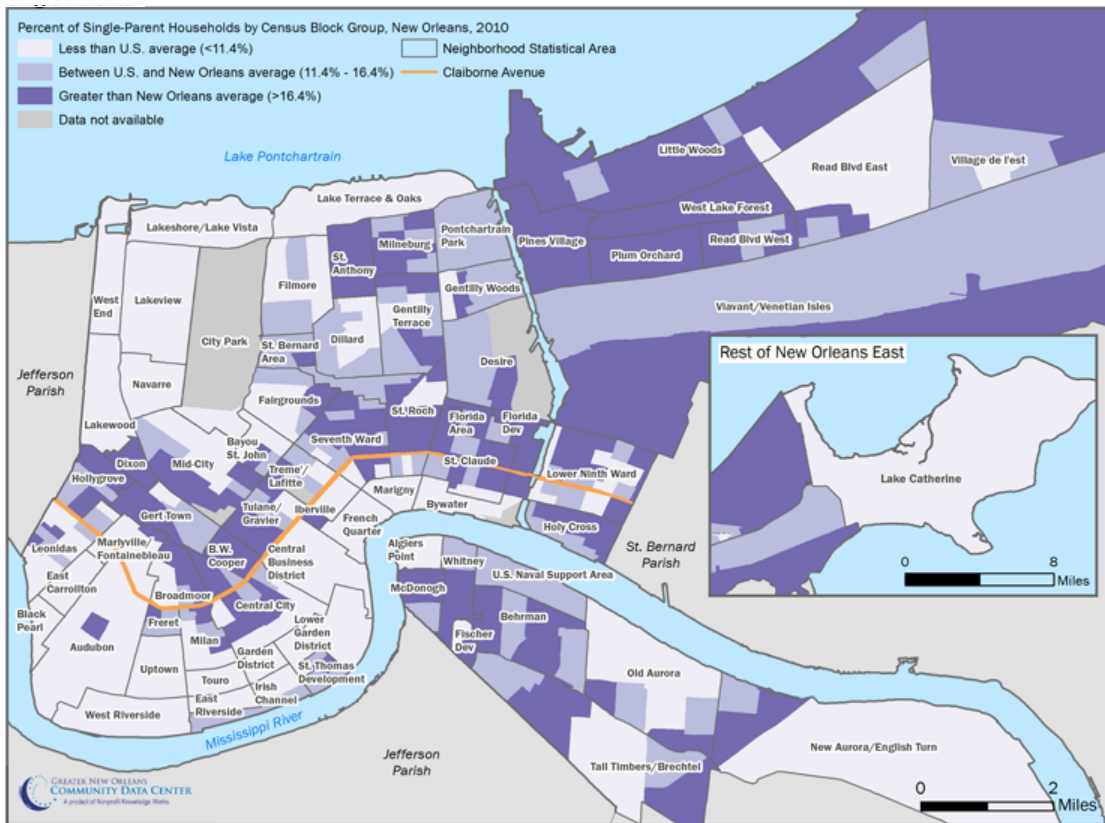 Percent of Single-Parent Households by Census Block Group, New Orleans, 2010
Less than U.S. average (<11.4%)
Between U.S. and New Orleans average (11.4% - 16.4%)
Greater than New Orleans average (>16.4%)
Data not available
Neighborhood Statistical Area
Claiborne Avenue
Lake Pontchartrain
Little Woods
Read Blvd East
Village de l'est
Lake Terrace & Oaks
West Lake Forest
Lakeshore/Lake Vista
Milneburg
Pontchartrain
Park
Pines Village
Read Blvd West
Plum Orchard
St.
Anthony
Filmore
Gentilly Woods
West
End
Lakeview
Viavant/Venetian Isles
Gentilly
Terrace
City Park
Dillard
St. Bernard
Area
Desire
Rest of New Orleans East
Jefferson
Parish
Navarre
Fairgrounds
St. Roch
Lakewood
Florida
Area
Florida
Dev
Bayou
St. John
Seventh Ward
Dixon
Mid-City
St. Claude
Lower Ninth Ward
Hollygrove
Treme'/
Lafitte
Lake Catherine
Marigny
Bywater
Tulane/
Gravier
Iberville
Gert Town
French
Quarter
Holy Cross
Marlyville/
Fontainebleau
Leonidas
B.W.
Cooper
Central
Business
District
Algiers
Point
Whitney
St. Bernard
Parish
0 8
Miles
U.S. Naval Support Area
East
Carrollton
McDonogh
Broadmoor
Central City
Black
Pearl
Freret
Behrman
Lower
Garden
District
Fischer
Dev
Audubon
Milan
Garden
District
St. Thomas
Development
Uptown
Touro
Old Aurora
Irish
Channel
East
Riverside
West Riverside
Mississippi River
New Aurora/English Turn
Jefferson
Parish
Tall Timbers/Brechtel
GREATER NEW ORLEANS
COMMUNITY DATA CENTER
A product of Nonprofit Knowledge Works
0 2
Miles